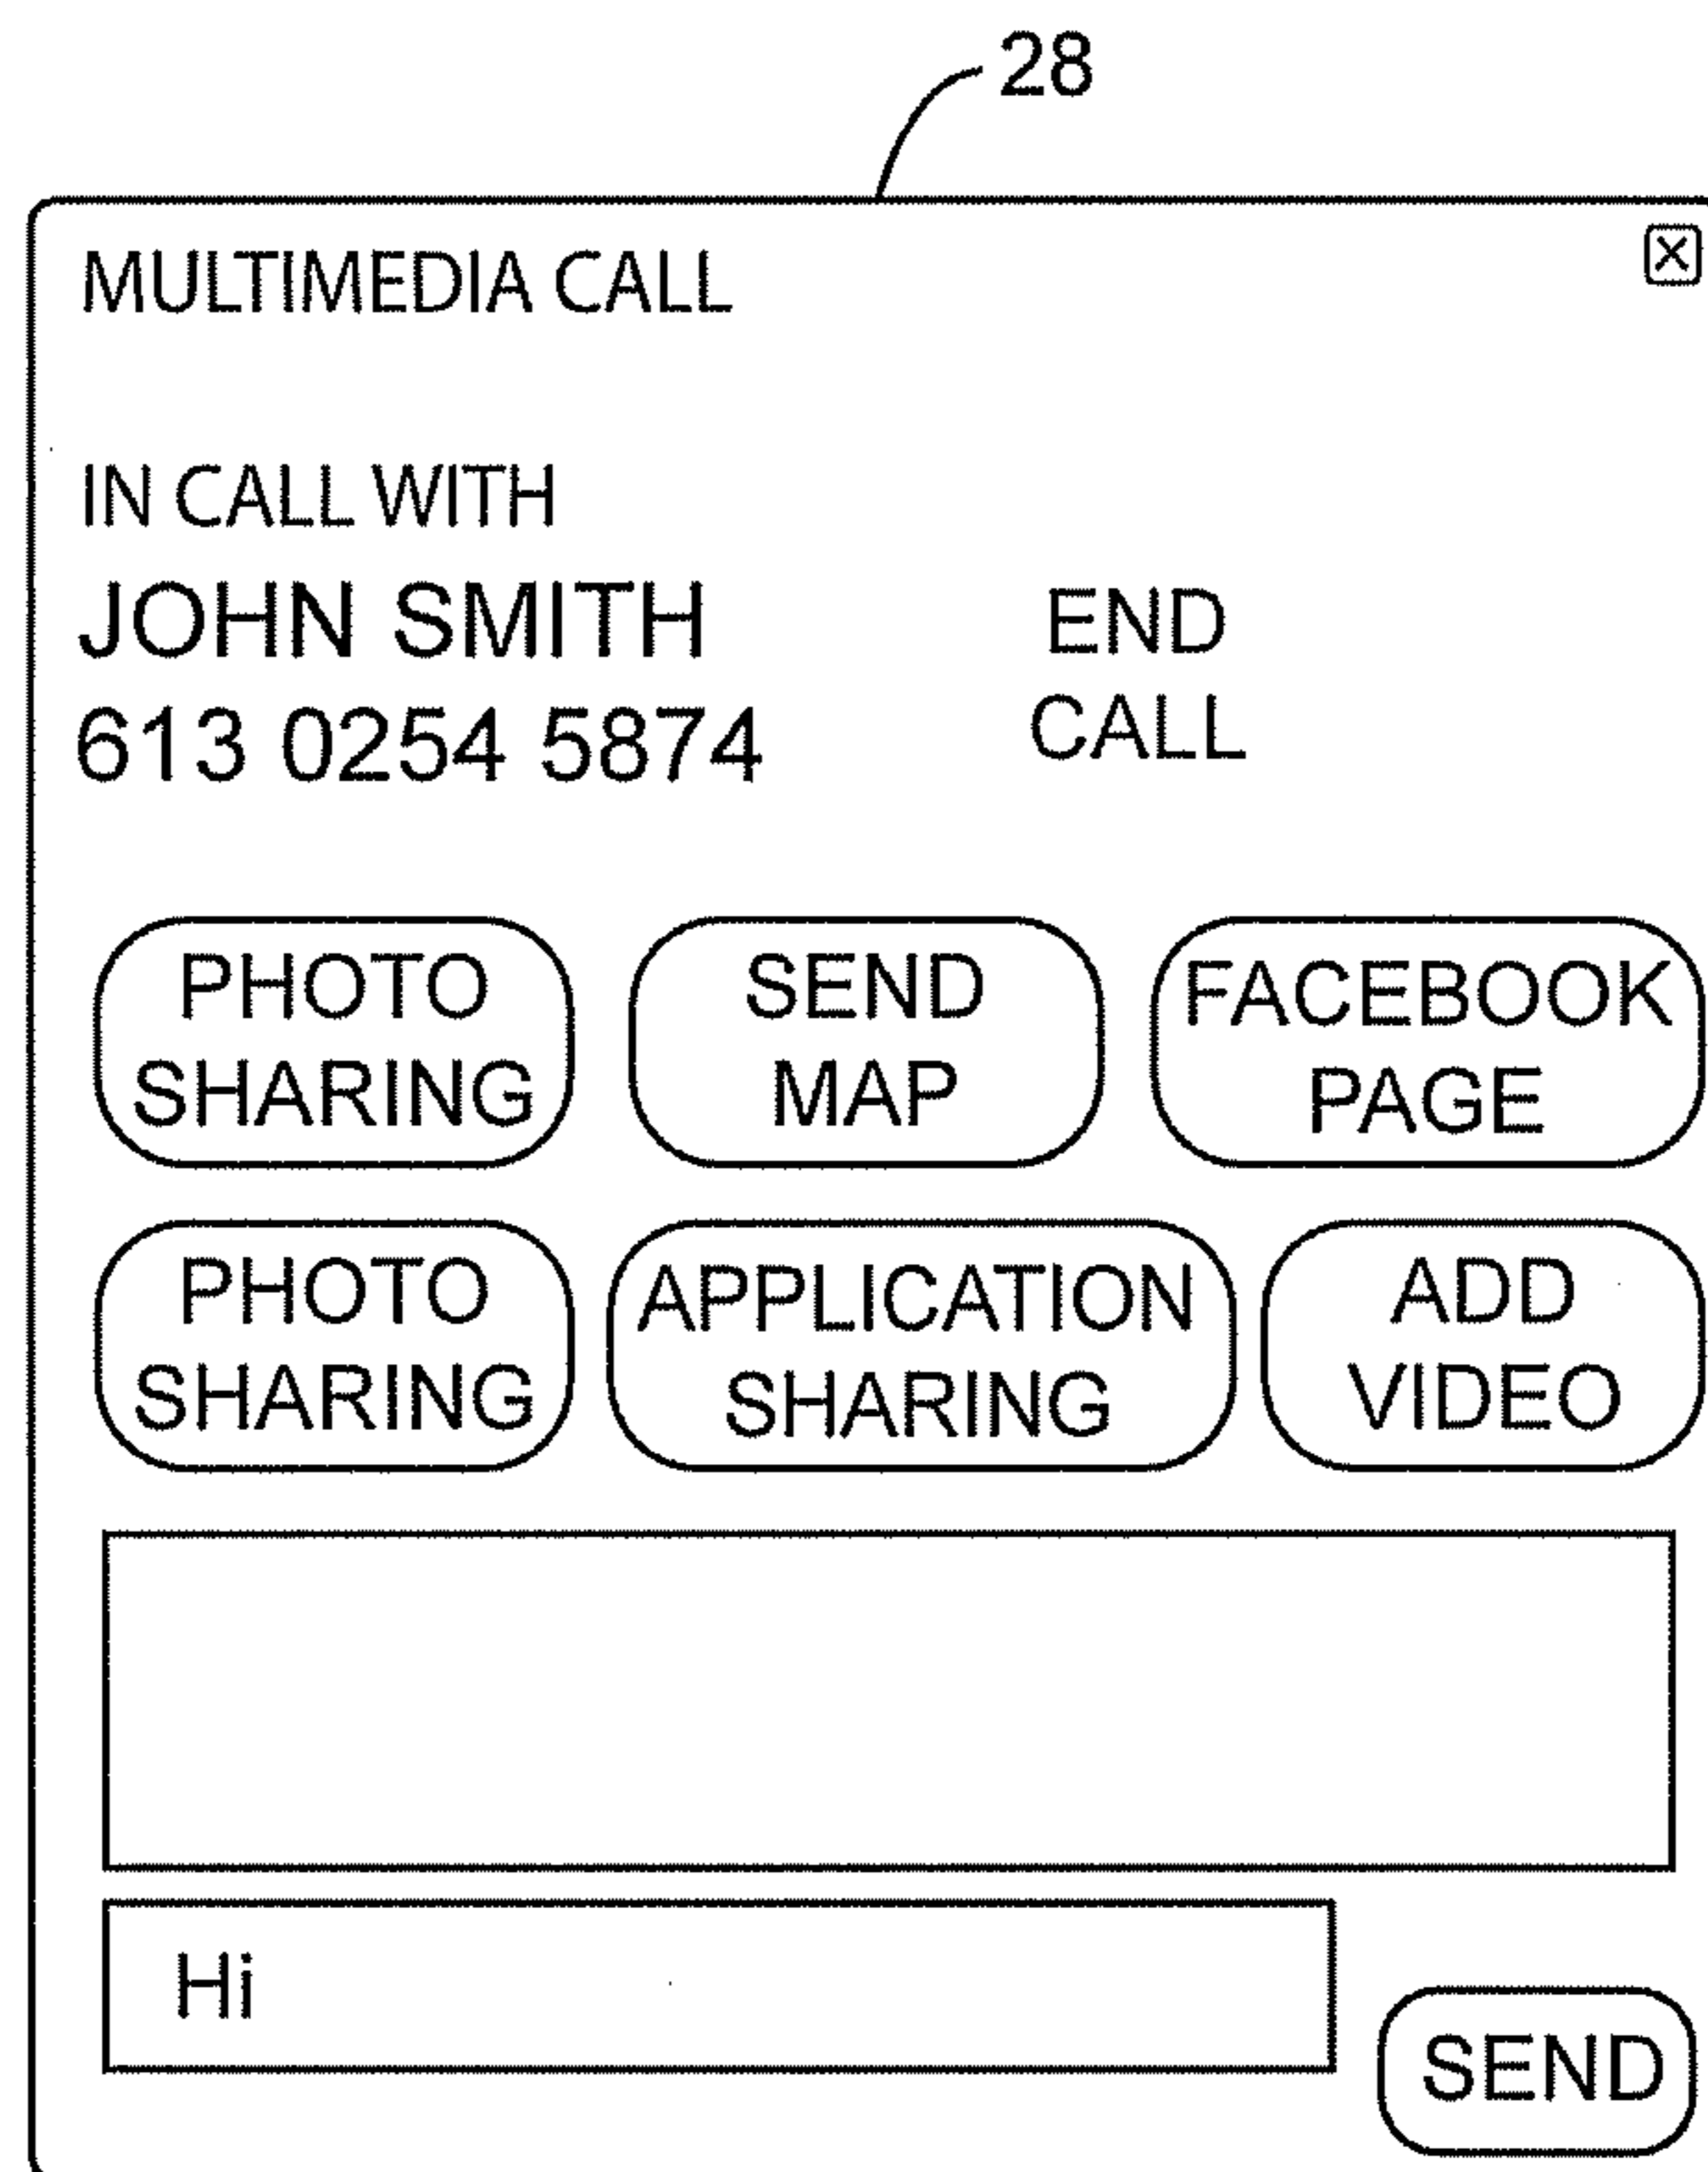 28
MULTIMEDIA CALL
IN CALL WITH
JOHN SMITH
613 0254 5874
END
CALL
PHOTO
SHARING
SEND
MAP
FACEBOOK
PAGE
PHOTO
SHARING
APPLICATION
SHARING
ADD
VIDEO
Hi
SEND